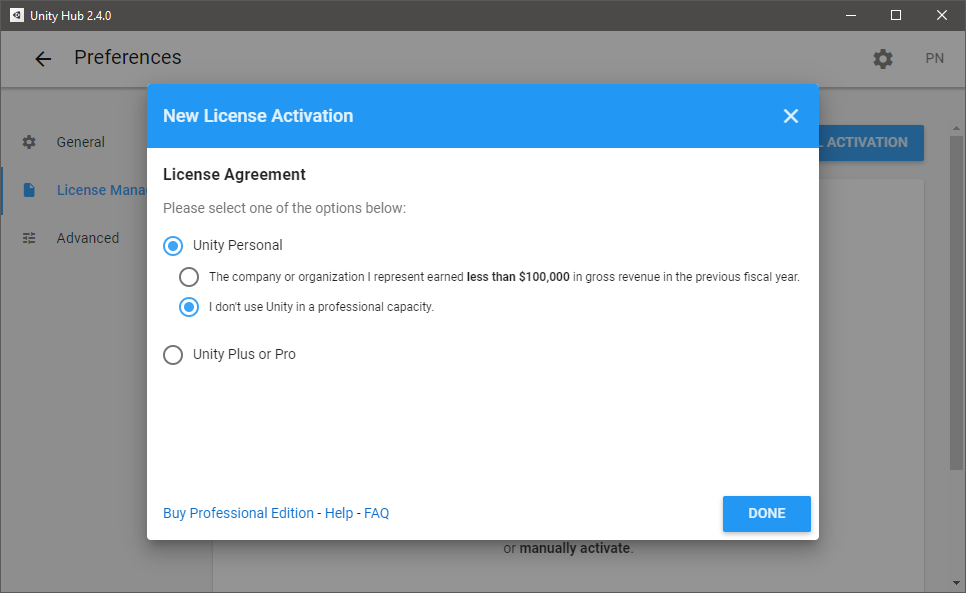 Unity Hub 2.4.0
Preferences
PN
New License Activation
General
ACTIVATION
License Agreement
License Mana
Please select one of the options below:
Advanced
Unity Personal
The company or organization I represent earned less than $100,000 in gross revenue in the previous fiscal year.
I don't use Unity in a professional capacity.
Unity Plus or Pro
Buy Professional Edition - Help - FAQ
DONE
or manually activate.